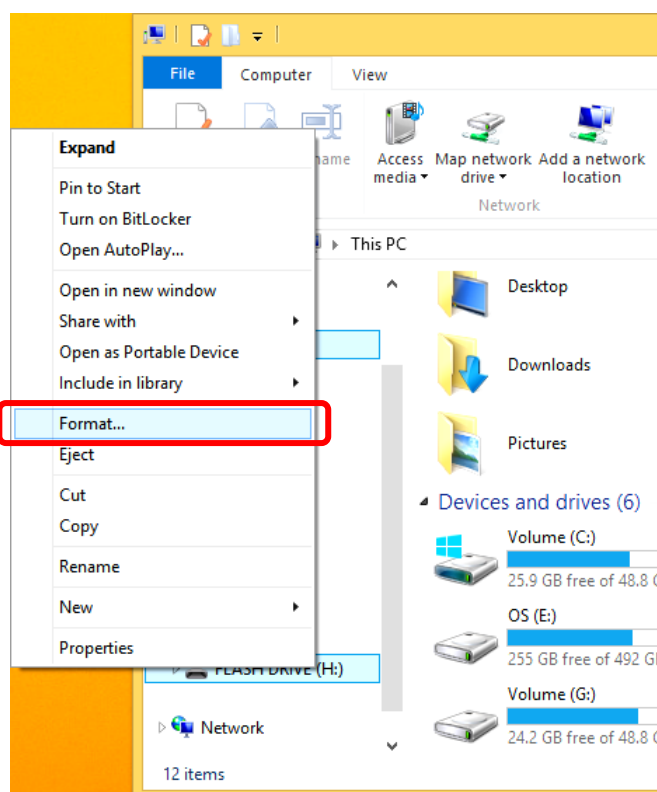 File Computer View
name
Access media
Map network drive
Add a network location
Network
This PC
Expand
Pin to Start
Turn on BitLocker
Open AutoPlay...
Open in new window
Share with
Open as Portable Device
Include in library
Format...
Eject
Cut
Copy
Rename
New
Properties
FLASH DRIVE (H:)
Network
12 items
Desktop
Downloads
Pictures
Devices and drives (6)
Volume (C:)
25.9 GB free of 48.8
OS (E:)
255 GB free of 492 G
Volume (G:)
24.2 GB free of 48.8